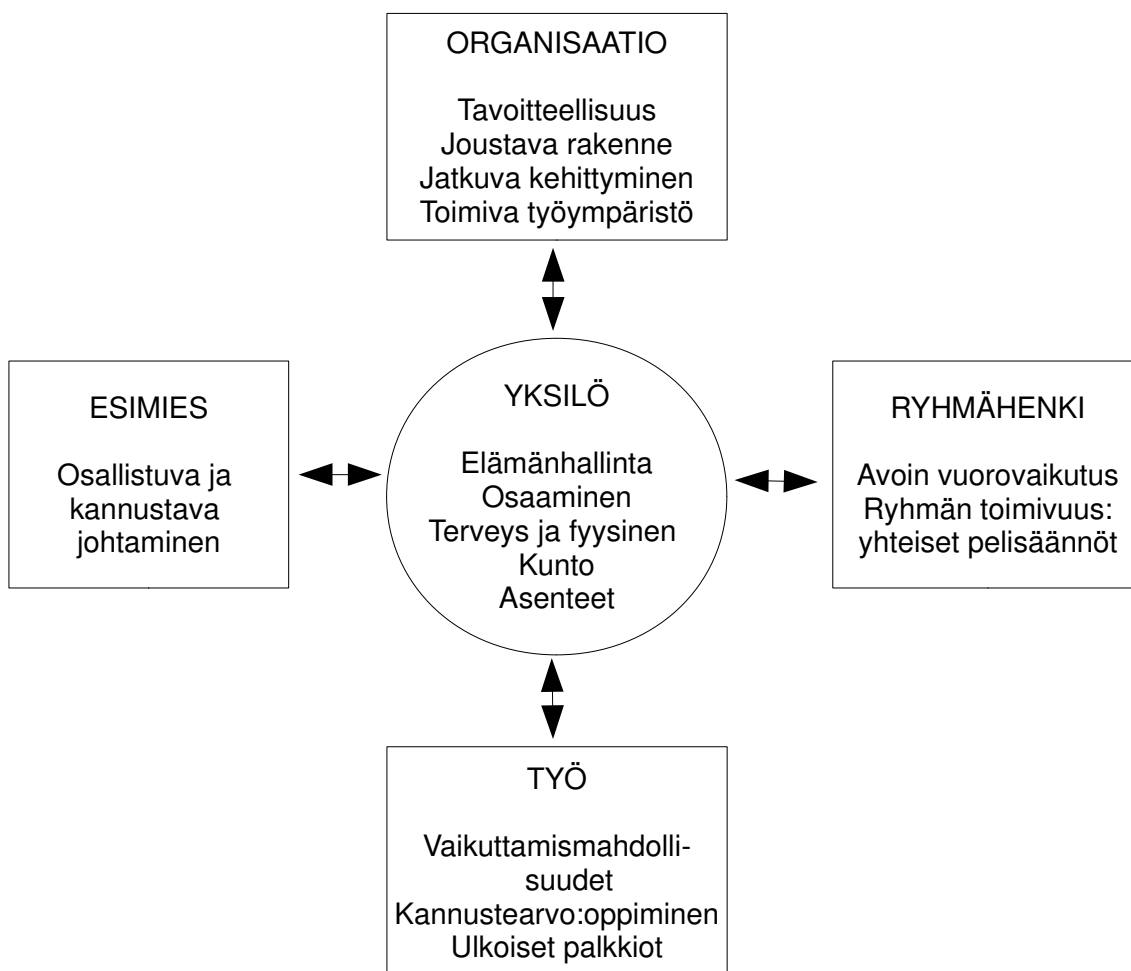 ORGANISAATIO
Tavoitteellisuus
Joustava rakenne
Jatkuva kehittyminen
Toimiva työympäristö
ESIMIES
Osallistuva ja
kannustava
johtaminen
YKSILÖ
Elämänhallinta
Osaaminen
Terveys ja fyysinen
Kunto
Asenteet
RYHMÄHENKI
Avoin vuorovaikutus
Ryhmän toimivuus:
yhteiset pelisäännöt
TYÖ
Vaikuttamismahdolli-
suudet
Kannustearvo:oppiminen
Ulkoiset palkkiot